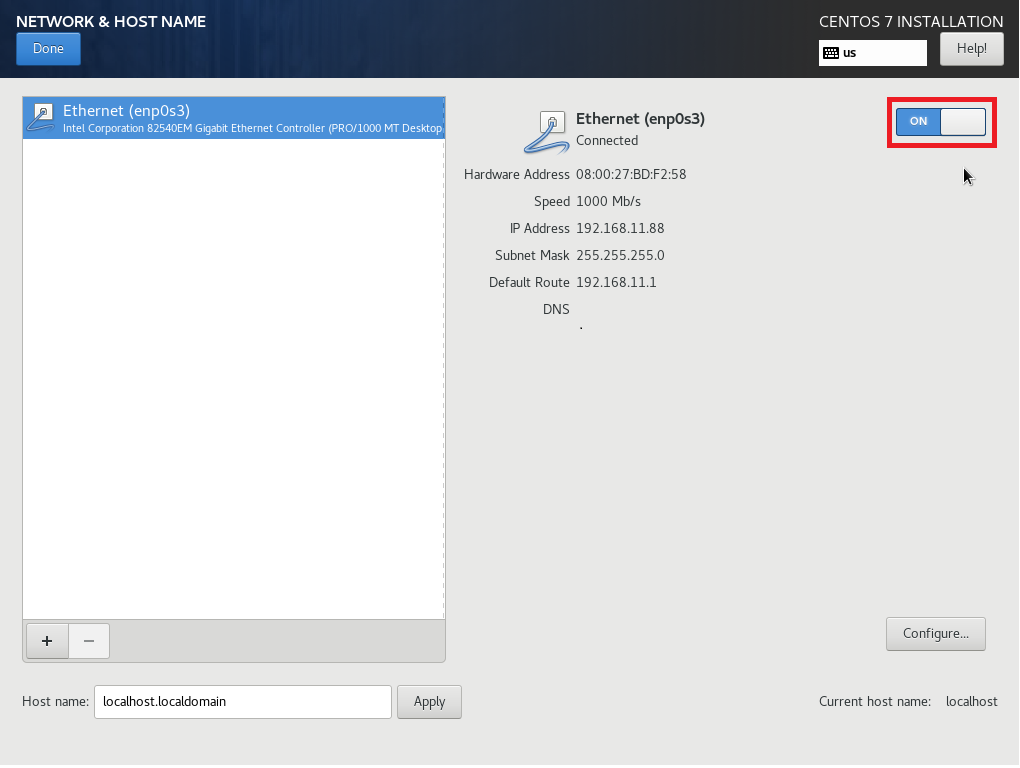 NETWORK & HOST NAME
CENTOS 7 INSTALLATION
Done
us
Help!
Ethernet (enp0s3)
Intel Corporation 82540EM Gigabit Ethernet Controller (PRO/1000 MT Desktop
Ethernet (enp0s3)
Connected
ON
Hardware Address 08:00:27:BD:F2:58
Speed 1000 Mb/s
IP Address 192.168.11.88
Subnet Mask 255.255.255.0
Default Route 192.168.11.1
DNS
.
+ −
Configure...
Host name: localhost.localdomain Apply
Current host name: localhost